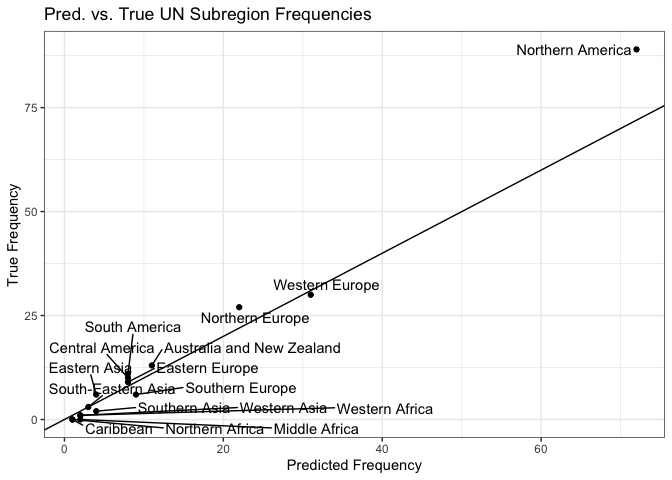 Pred. vs. True UN Subregion Frequencies
Northern America
75
50
True Frequency
Western Europe
Northern Europe
25
South America
Central America
Australia and New Zealand
Eastern Asia
Eastern Europe
South-Eastern Asia
Southern Europe
Southern Asia
Western Asia
Western Africa
0
Caribbean
Northern Africa
Middle Africa
0
20
40
60
Predicted Frequency